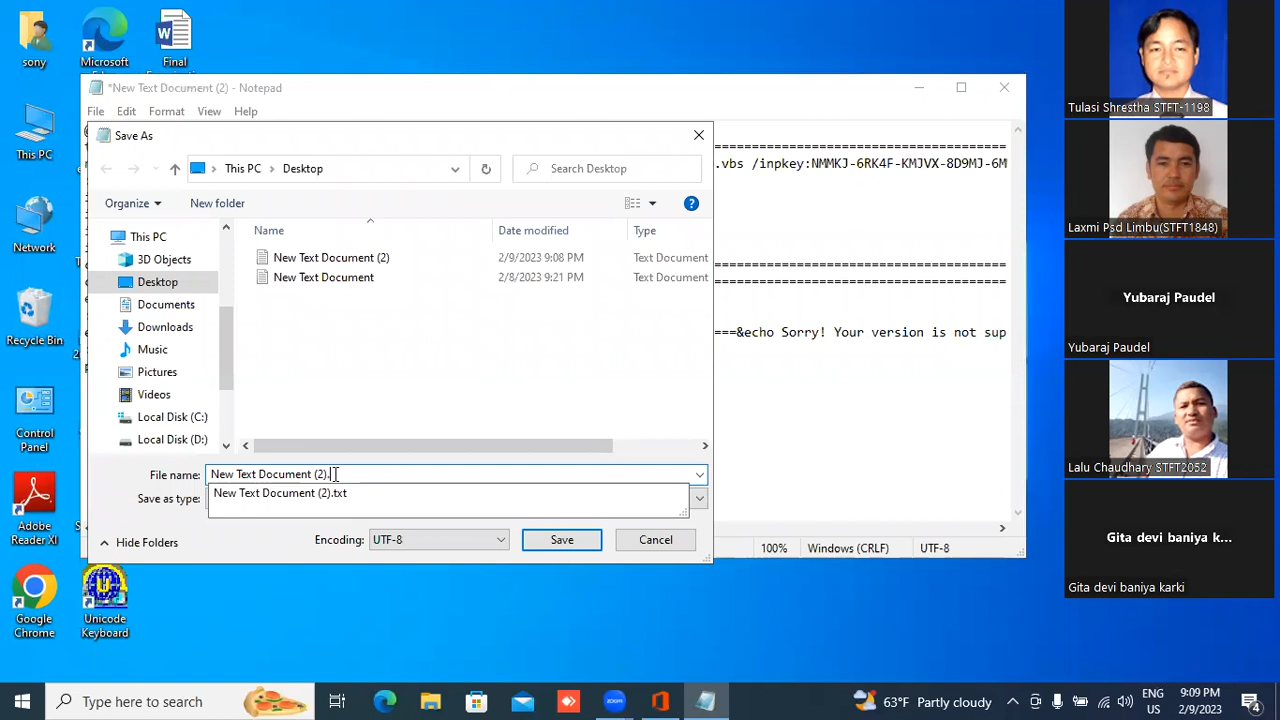 sony
Microsoft
Final
This PC
Network
Recycle Bin
Control
Panel
Adobe
Reader XI
Google
Chrome
Unicode
Keyboard
*New Text Document (2) - Notepad
File Edit Format View Help
Save As
This PC > Desktop
Search Desktop
Organize
New folder
This PC
3D Objects
Desktop
Documents
Downloads
Music
Pictures
Videos
Local Disk (C:)
Local Disk (D:)
Name Date modified Type
New Text Document (2) 2/9/2023 9:08 PM Text Document
New Text Document 2/8/2023 9:21 PM Text Document
File name: New Text Document (2).
New Text Document (2).txt
Save as type:
Hide Folders
Encoding: UTF-8
Save
Cancel
=================================
.vbs /inpkey:NMMKJ-6RK4F-KMJVX-8D9MJ-6M
=================================
=================================
===&echo Sorry! Your version is not sup
100% Windows (CRLF) UTF-8
Tulasi Shrestha STFT-1198
Laxmi Psd Limbu(STFT1848)
Yubaraj Paudel
Yubaraj Paudel
Lalu Chaudhary STFT2052
Gita devi baniya k...
Gita devi baniya karki
Type here to search
zoom
63°F Partly cloudy
ENG
US
9:09 PM
2/9/2023
4